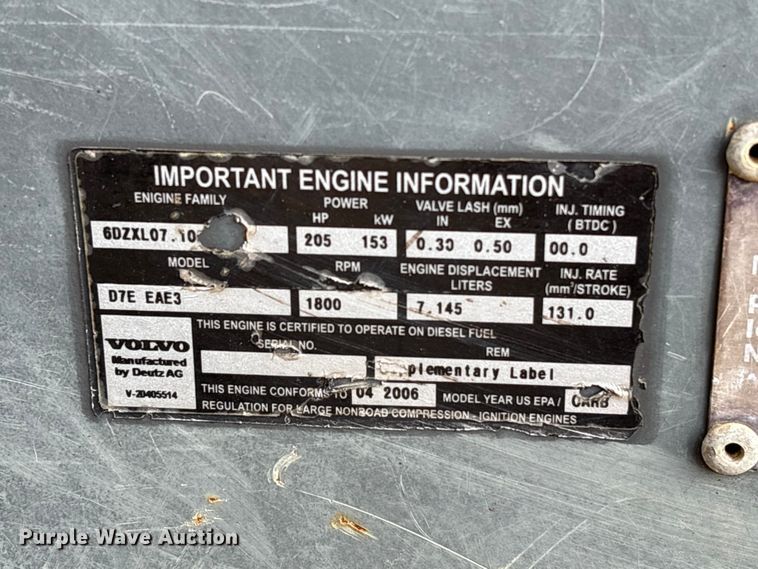 IMPORTANT ENGINE INFORMATION
ENIGINE FAMILY POWER VALVE LASH (mm) INJ. TIMING
HP kW IN EX (BTDC)
6DZXL07.10 205 153 0.30 0.50 00.0
MODEL RPM ENGINE DISPLACEMENT INJ. RATE
LITERS (mm³/STROKE)
D7E EAE3 1800 7.145 131.0
THIS ENGINE IS CERTIFIED TO OPERATE ON DIESEL FUEL
VOLVO
Manufactured
by Deutz AG
V-20405514
SERIAL NO. REM
plementary Label
THIS ENGINE CONFORMS TO 04 2006 MODEL YEAR US EPA / CARB
REGULATION FOR LARGE NONROAD COMPRESSION - IGNITION ENGINES
Purple Wave Auction